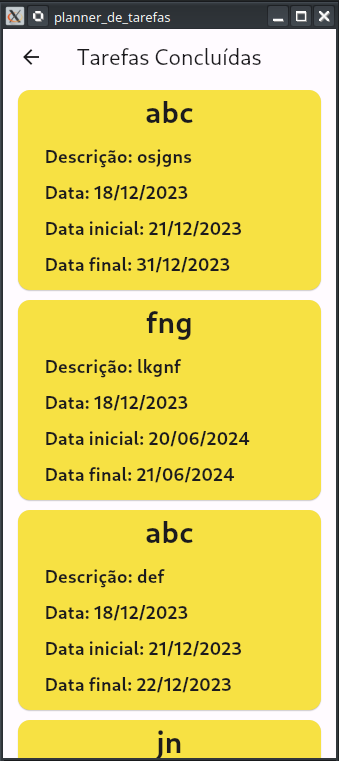 planner_de_tarefas
Tarefas Concluídas
abc
Descrição: osjgns
Data: 18/12/2023
Data inicial: 21/12/2023
Data final: 31/12/2023
fng
Descrição: lkgnf
Data: 18/12/2023
Data inicial: 20/06/2024
Data final: 21/06/2024
abc
Descrição: def
Data: 18/12/2023
Data inicial: 21/12/2023
Data final: 22/12/2023
jn